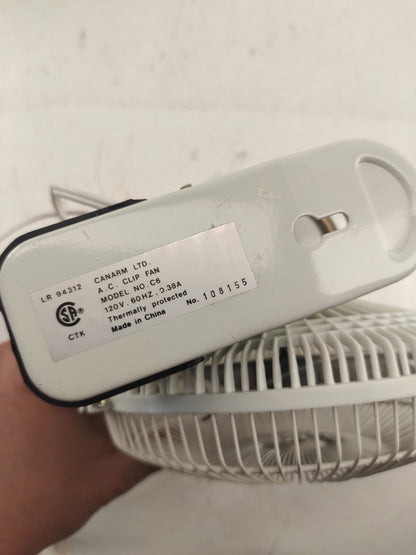 LR 94312
CANARM LTD.
A.C. CLIP FAN
MODEL NO. C6
120V. 60HZ. 0.38A
Thermally protected
Made in China
No. 108155
SA®
CTK